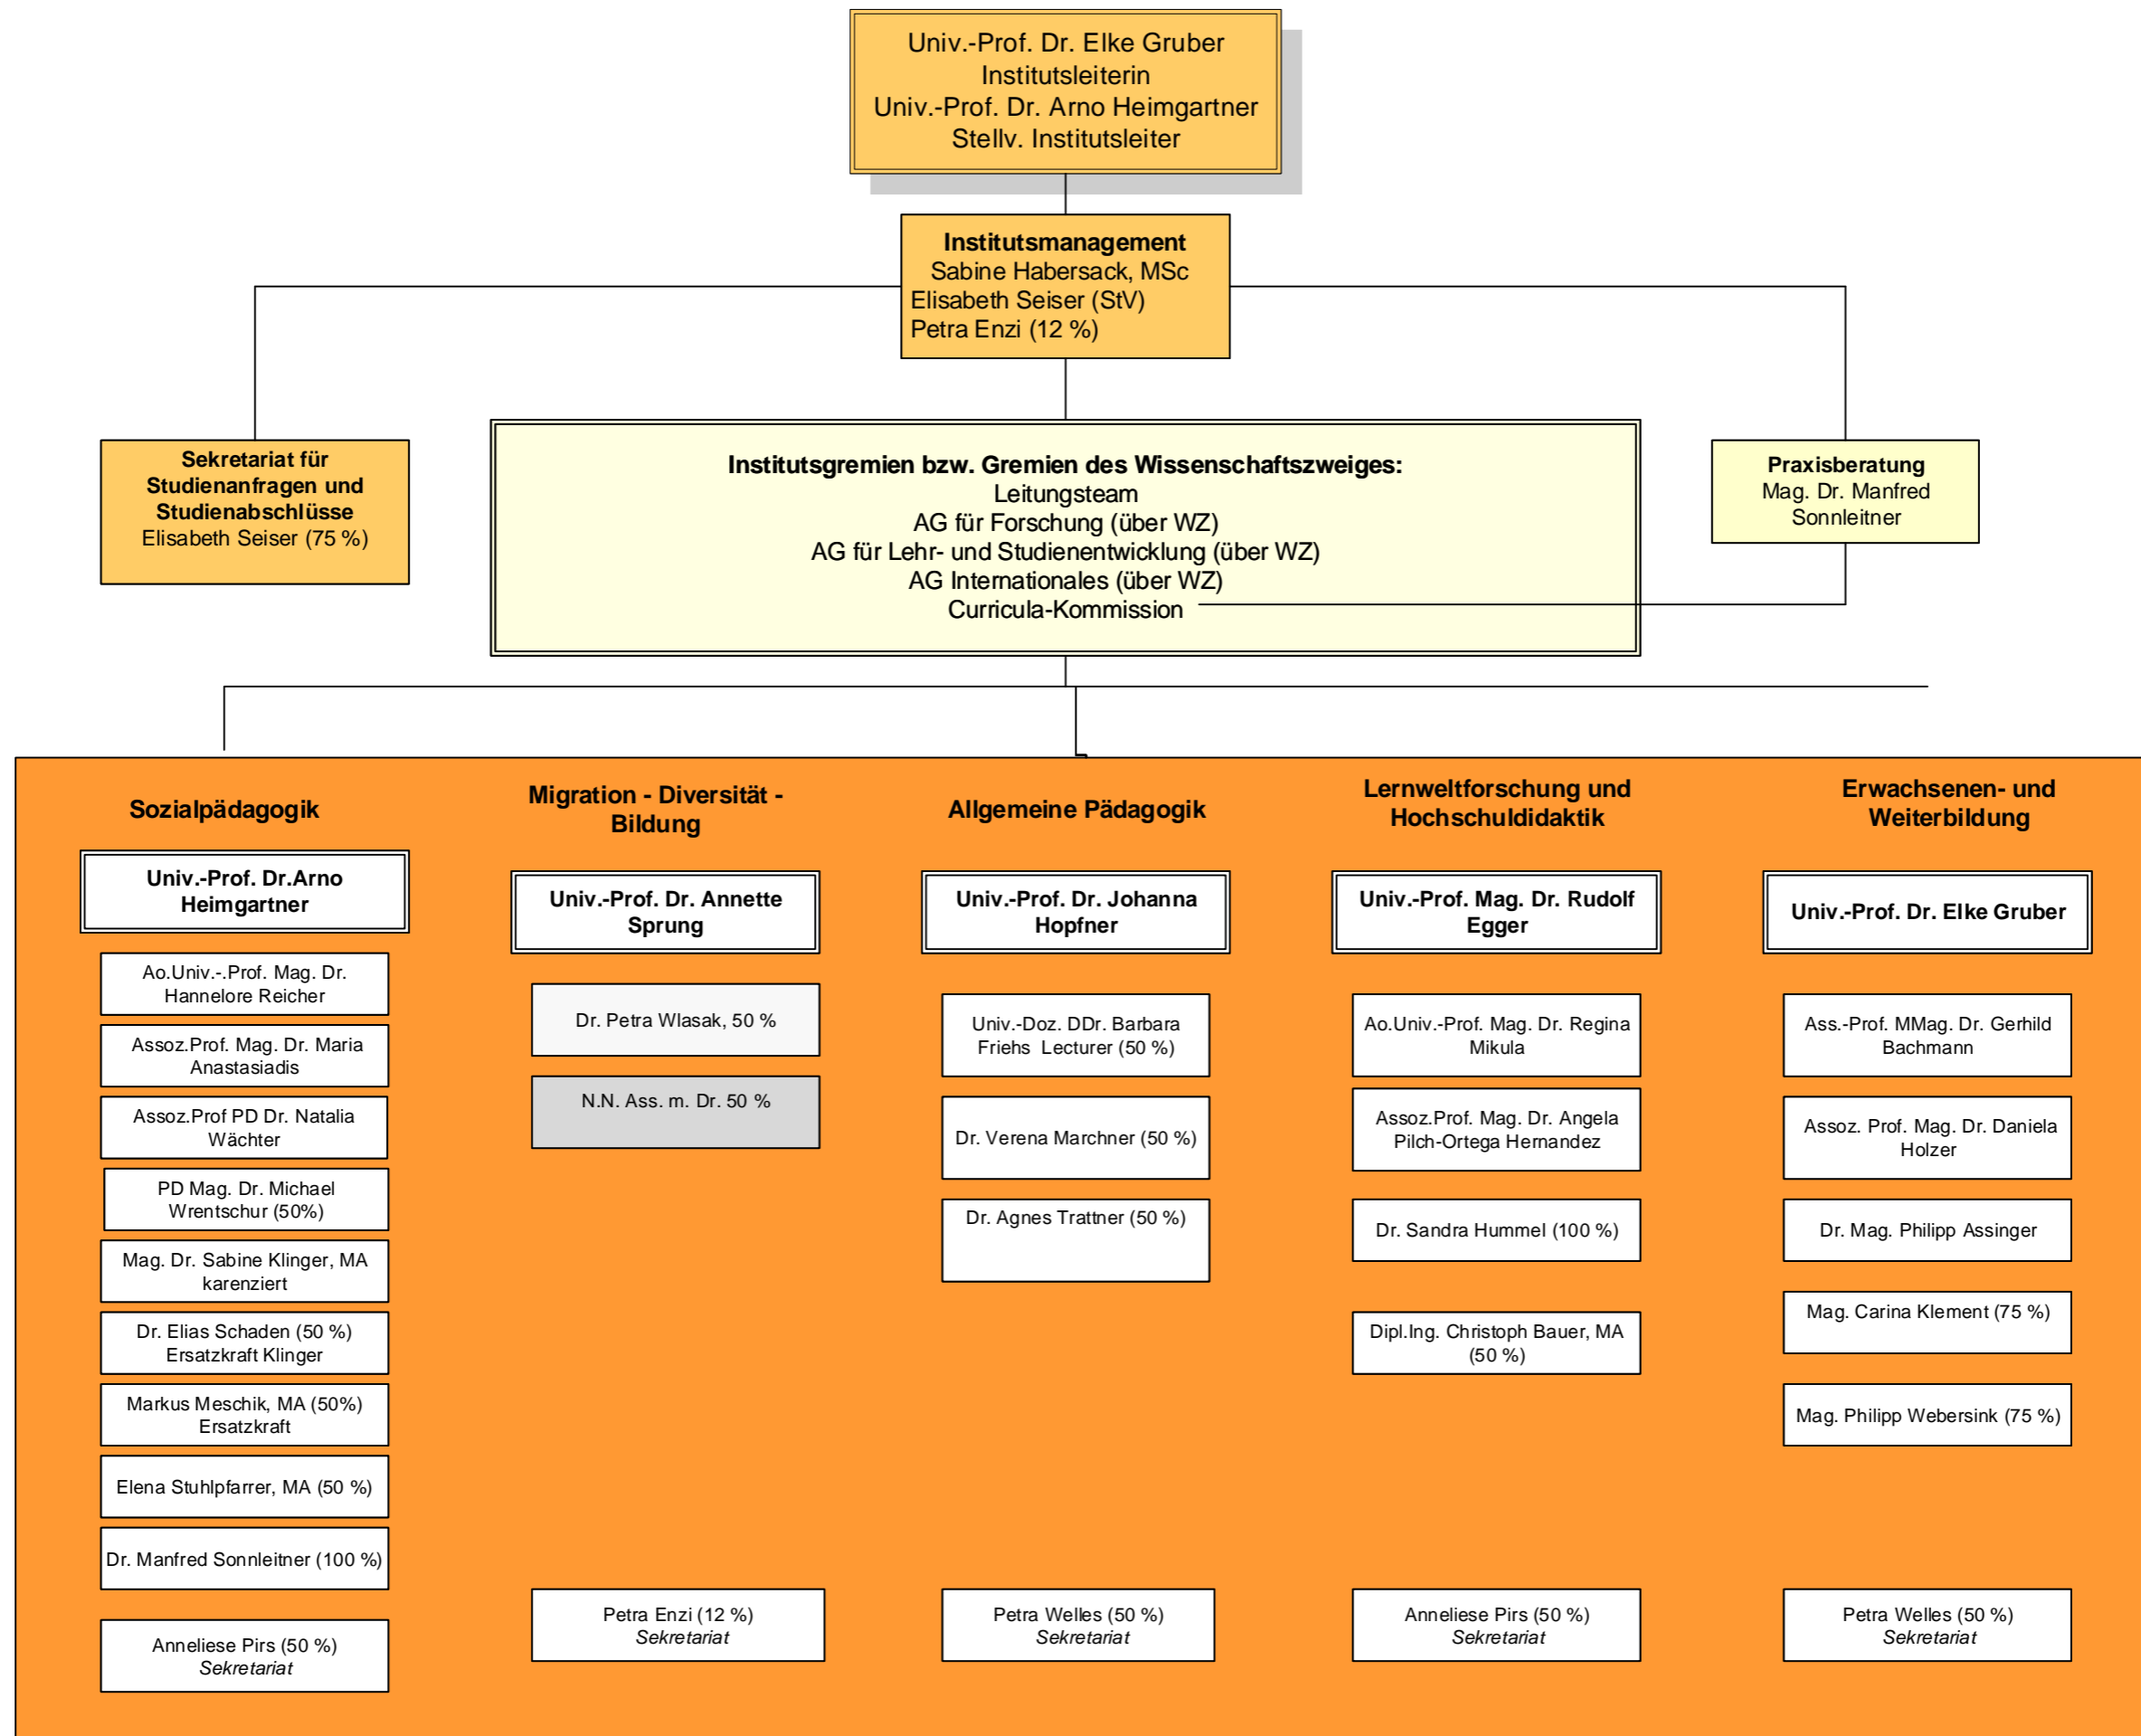 Univ.-Prof. Dr. Elke Gruber
Institutsleiterin
Univ.-Prof. Dr. Arno Heimgartner
Stellv. Institutsleiter
Institutsmanagement
Sabine Habersack, MSc
Elisabeth Seiser (StV)
Petra Enzi (12 %)
Sekretariat für
Studienanfragen und
Studienabschlüsse
Elisabeth Seiser (75 %)
Institutsgremien bzw. Gremien des Wissenschaftszweiges:
Leitungsteam
AG für Forschung (über WZ)
AG für Lehr- und Studienentwicklung (über WZ)
AG Internationales (über WZ)
Curricula-Kommission
Praxisberatung
Mag. Dr. Manfred
Sonnleitner
Sozialpädagogik
Univ.-Prof. Dr.Arno
Heimgartner
Ao.Univ.-.Prof. Mag. Dr.
Hannelore Reicher
Assoz.Prof. Mag. Dr. Maria
Anastasiadis
Assoz.Prof PD Dr. Natalia
Wächter
PD Mag. Dr. Michael
Wrentschur (50%)
Mag. Dr. Sabine Klinger, MA
karenziert
Dr. Elias Schaden (50 %)
Ersatzkraft Klinger
Markus Meschik, MA (50%)
Ersatzkraft
Elena Stuhlpfarrer, MA (50 %)
Dr. Manfred Sonnleitner (100 %)
Anneliese Pirs (50 %)
Sekretariat
Migration - Diversität -
Bildung
Univ.-Prof. Dr. Annette
Sprung
Dr. Petra Wlasak, 50 %
N.N. Ass. m. Dr. 50 %
Petra Enzi (12 %)
Sekretariat
Allgemeine Pädagogik
Univ.-Prof. Dr. Johanna
Hopfner
Univ.-Doz. DDr. Barbara
Friehs Lecturer (50 %)
Dr. Verena Marchner (50 %)
Dr. Agnes Trattner (50 %)
Petra Welles (50 %)
Sekretariat
Lernweltforschung und
Hochschuldidaktik
Univ.-Prof. Mag. Dr. Rudolf
Egger
Ao.Univ.-Prof. Mag. Dr. Regina
Mikula
Assoz.Prof. Mag. Dr. Angela
Pilch-Ortega Hernandez
Dr. Sandra Hummel (100 %)
Dipl.Ing. Christoph Bauer, MA
(50 %)
Anneliese Pirs (50 %)
Sekretariat
Erwachsenen- und
Weiterbildung
Univ.-Prof. Dr. Elke Gruber
Ass.-Prof. MMag. Dr. Gerhild
Bachmann
Assoz. Prof. Mag. Dr. Daniela
Holzer
Dr. Mag. Philipp Assinger
Mag. Carina Klement (75 %)
Mag. Philipp Webersink (75 %)
Petra Welles (50 %)
Sekretariat